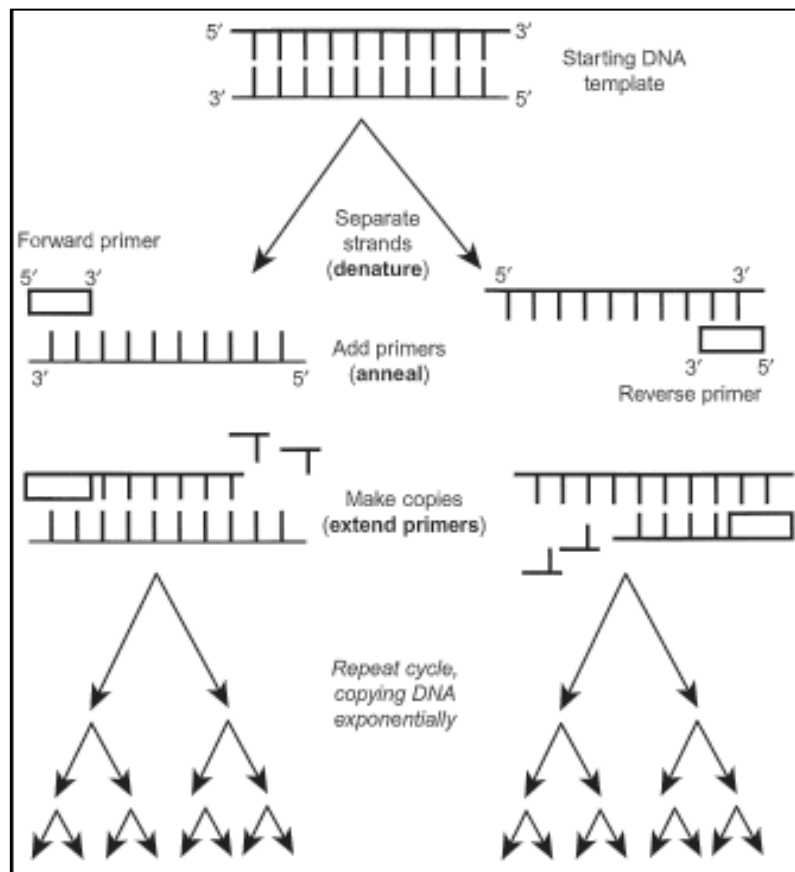 5′ 3′
Starting DNA
template
3′ 5′
Separate
strands
(denature)
Forward primer
5′ 3′
5′ 3′
Add primers
(anneal)
3′ 5′
3′ 5′
Reverse primer
Make copies
(extend primers)
Repeat cycle,
copying DNA
exponentially